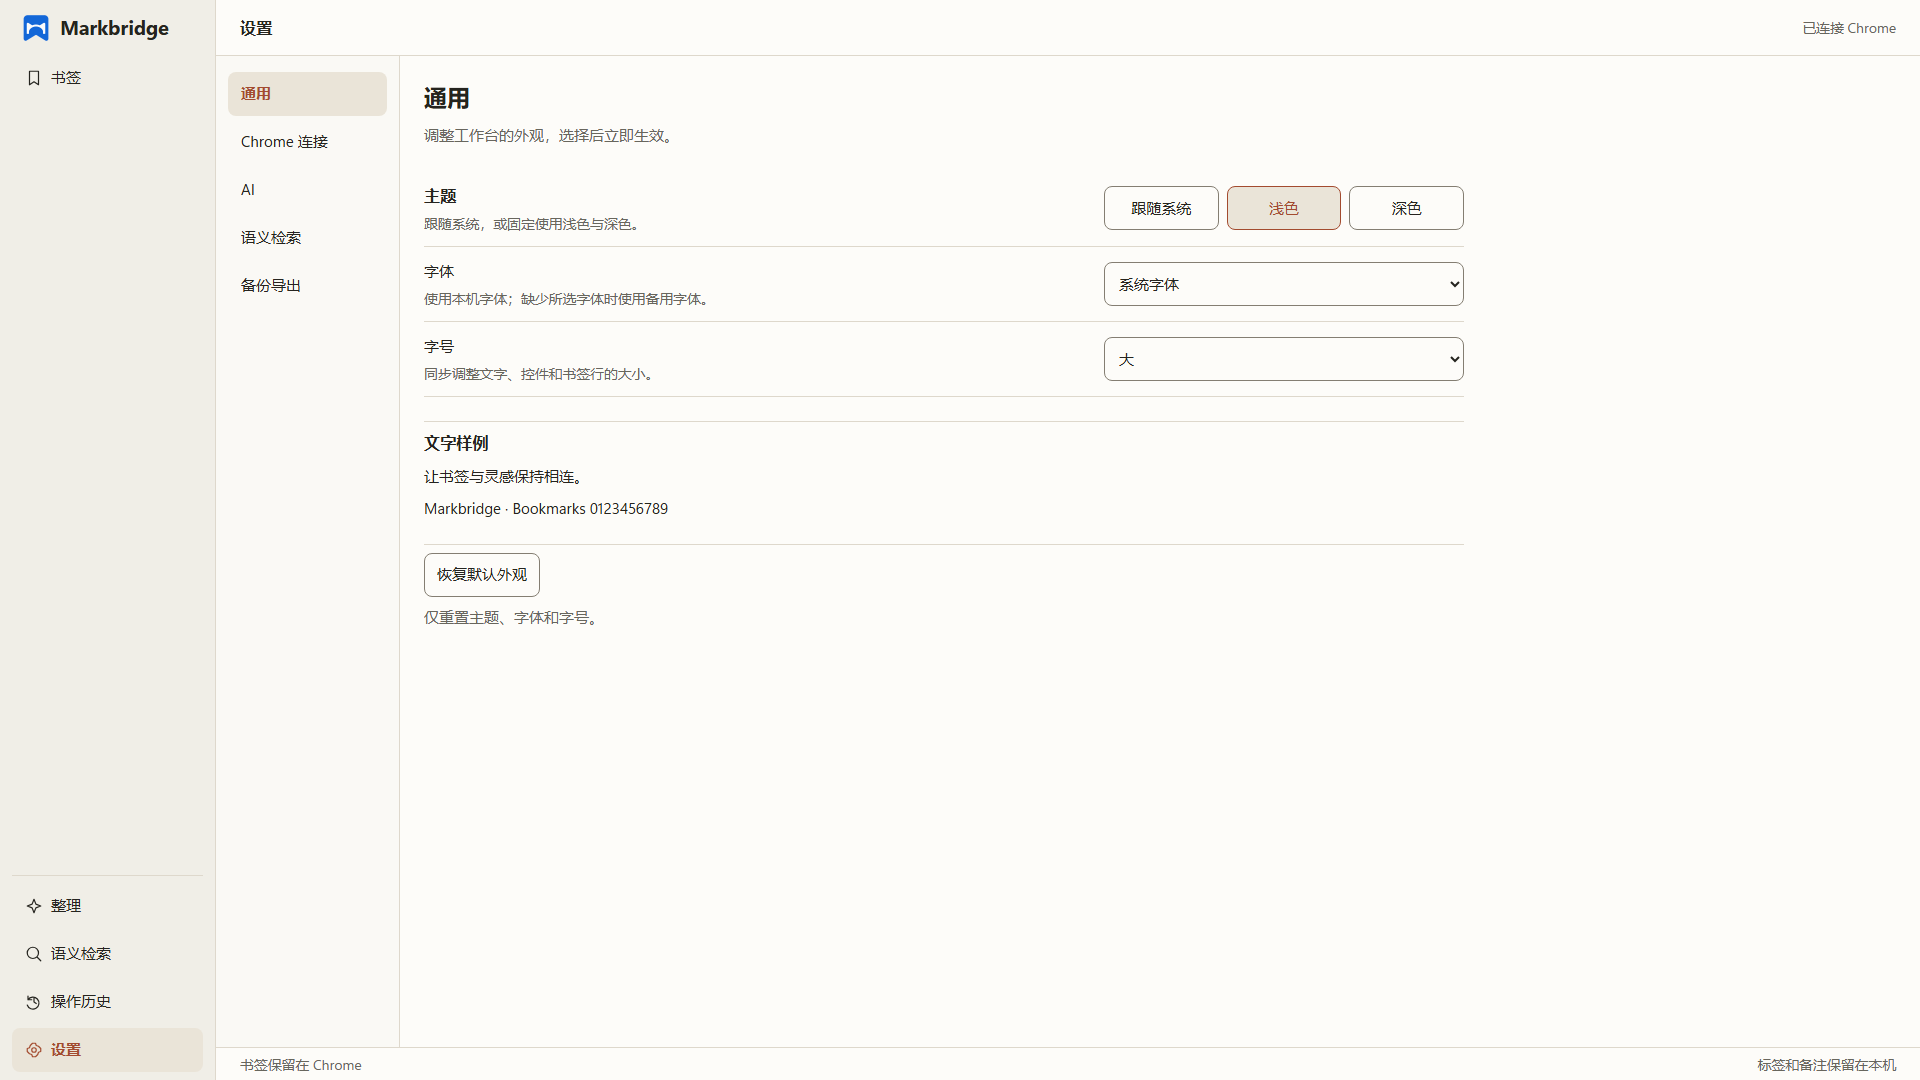 Markbridge
书签
整理
语义检索
操作历史
设置
设置
已连接 Chrome
通用
Chrome 连接
AI
语义检索
备份导出
通用
调整工作台的外观，选择后立即生效。
主题
跟随系统，或固定使用浅色与深色。
跟随系统
浅色
深色
字体
使用本机字体；缺少所选字体时使用备用字体。
系统字体
字号
同步调整文字、控件和书签行的大小。
大
文字样例
让书签与灵感保持相连。
Markbridge · Bookmarks 0123456789
恢复默认外观
仅重置主题、字体和字号。
书签保留在 Chrome
标签和备注保留在本机